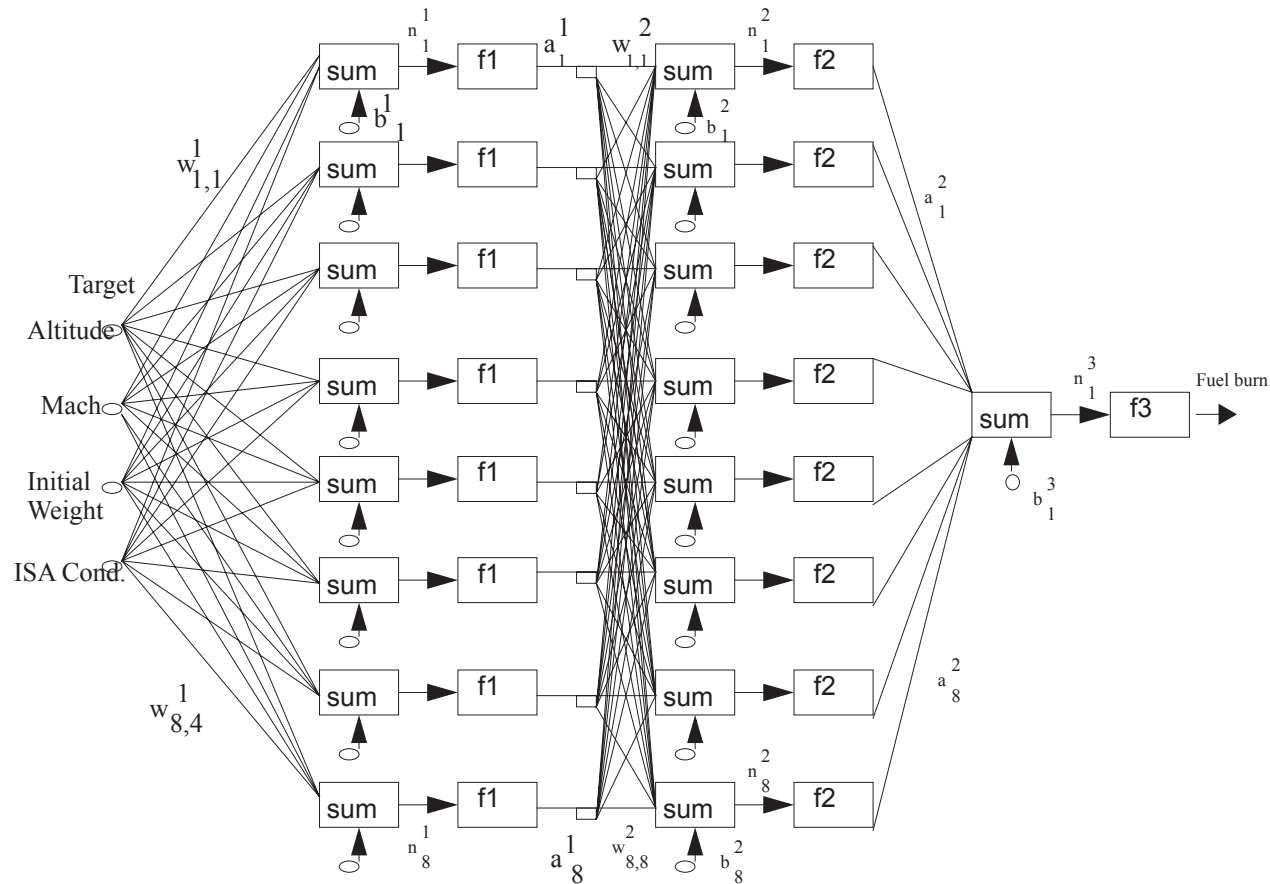 n 1 1
a 1 1
w 2 1,1
n 2 1
sum f1 sum f2
b 1 1
b 2 1
w 1 1,1
sum f1 sum f2
a 2 1
sum f1 sum f2
Target
Altitude
sum f1 sum f2
Mach
n 3 1
Fuel burn
sum f3
sum f1 sum f2
Initial
Weight
b 3 1
ISA Cond.
sum f1 sum f2
w 1 8,4
sum f1 sum f2
a 2 8
n 2 8
sum f1 sum f2
n 1 8
a 1 8
w 2 8,8
b 2 8